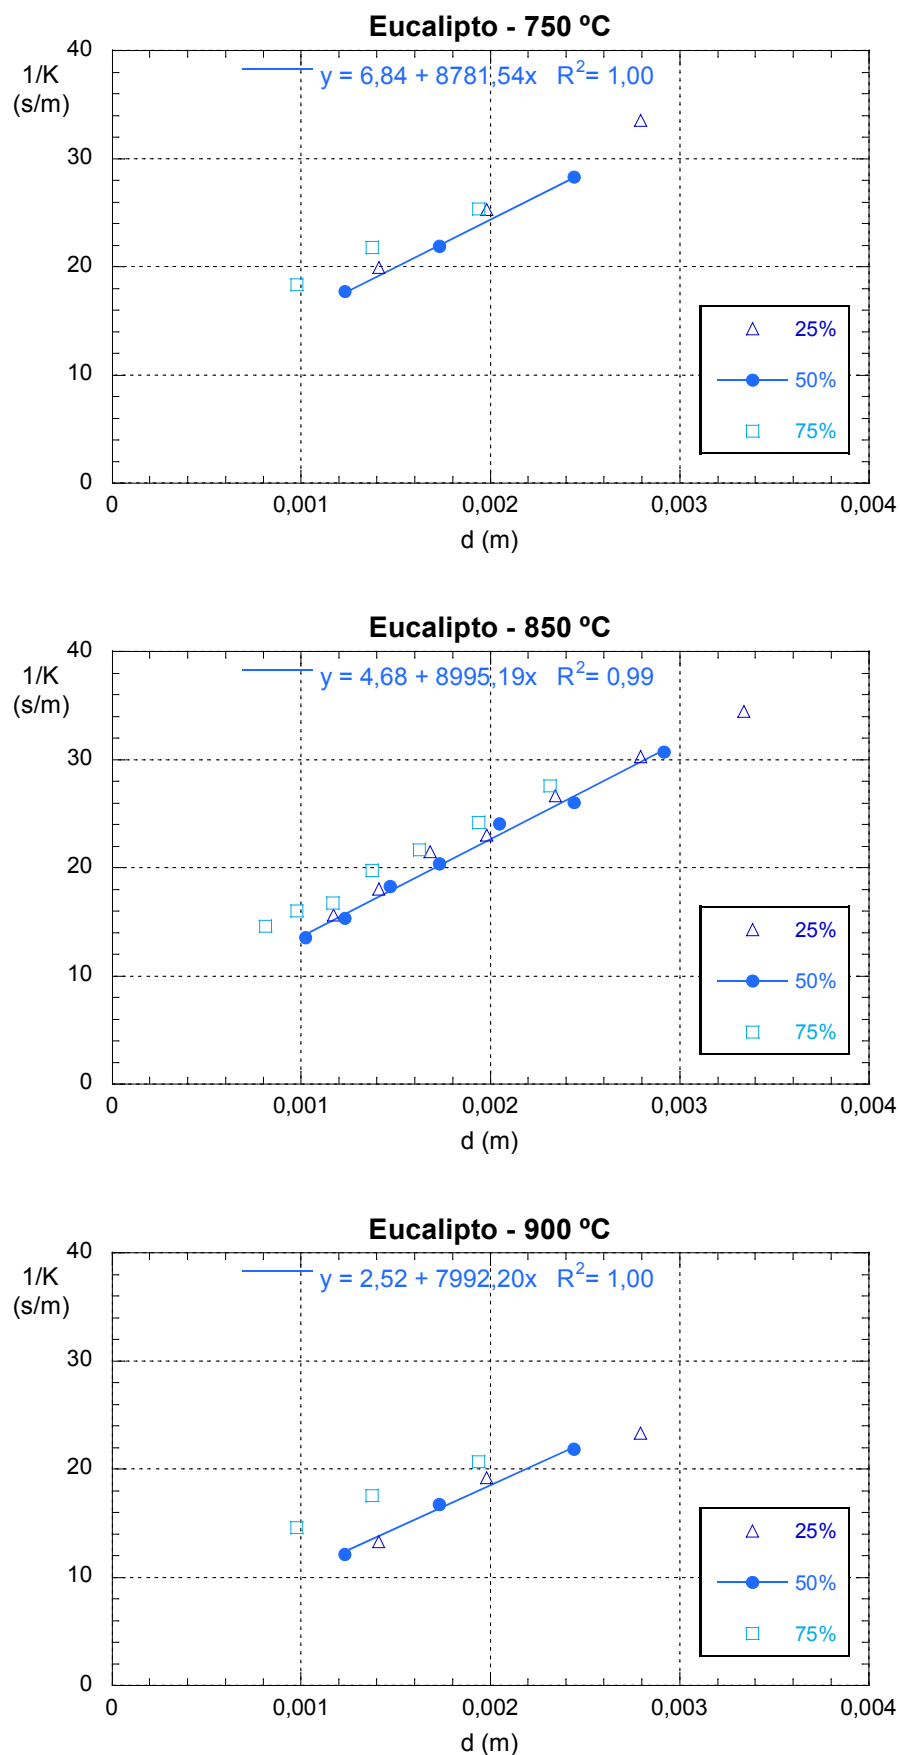 Eucalipto - 750 ºC
40
1/K
(s/m)
y = 6,84 + 8781,54x   R²= 1,00
30
20
10
0
25%
50%
75%
0   0,001   0,002   0,003   0,004
d (m)
Eucalipto - 850 ºC
40
1/K
(s/m)
y = 4,68 + 8995,19x   R²= 0,99
30
20
10
0
25%
50%
75%
0   0,001   0,002   0,003   0,004
d (m)
Eucalipto - 900 ºC
40
1/K
(s/m)
y = 2,52 + 7992,20x   R²= 1,00
30
20
10
0
25%
50%
75%
0   0,001   0,002   0,003   0,004
d (m)